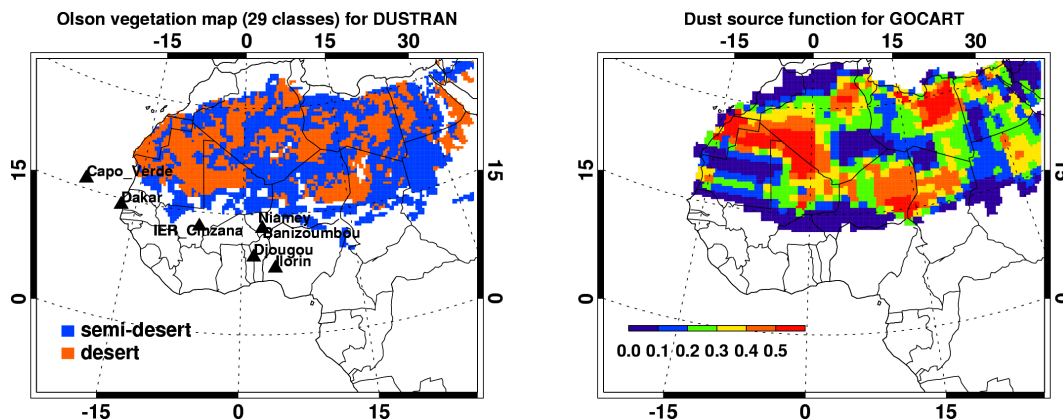 Olson vegetation map (29 classes) for DUSTRAN
-15 0 15 30
15
15
Capo_Verde
Dakar
IER_Cinzana
Niamey
Banizoumbou
Djougou
Ilorin
0
0
semi-desert
desert
-15 0 15
Dust source function for GOCART
-15 0 15 30
15
15
0
0
0.0 0.1 0.2 0.3 0.4 0.5
-15 0 15